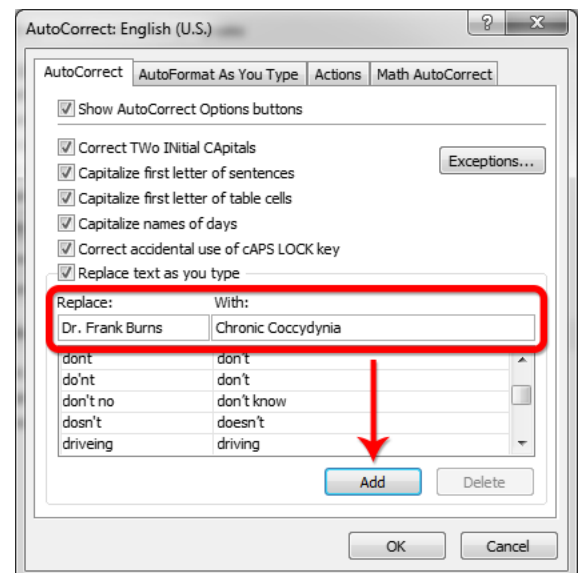 AutoCorrect: English (U.S.)
AutoCorrect AutoFormat As You Type Actions Math AutoCorrect
Show AutoCorrect Options buttons
Correct TWo INitial CApitals
Exceptions...
Capitalize first letter of sentences
Capitalize first letter of table cells
Capitalize names of days
Correct accidental use of cAPS LOCK key
Replace text as you type
Replace: With:
Dr. Frank Burns Chronic Coccydynia
dont don't
do'nt don't
don't no don't know
dosn't doesn't
driveing driving
Add Delete
OK Cancel